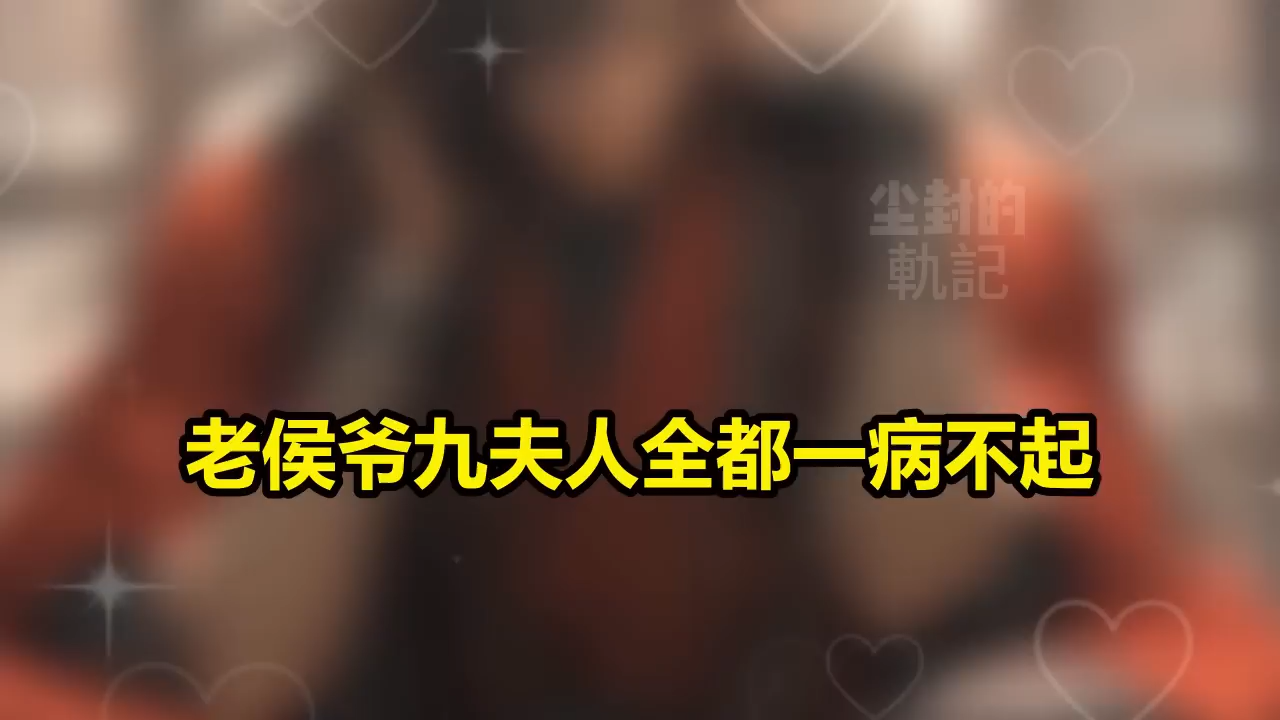 尘封的
軌記
老侯爷九夫人全都一病不起